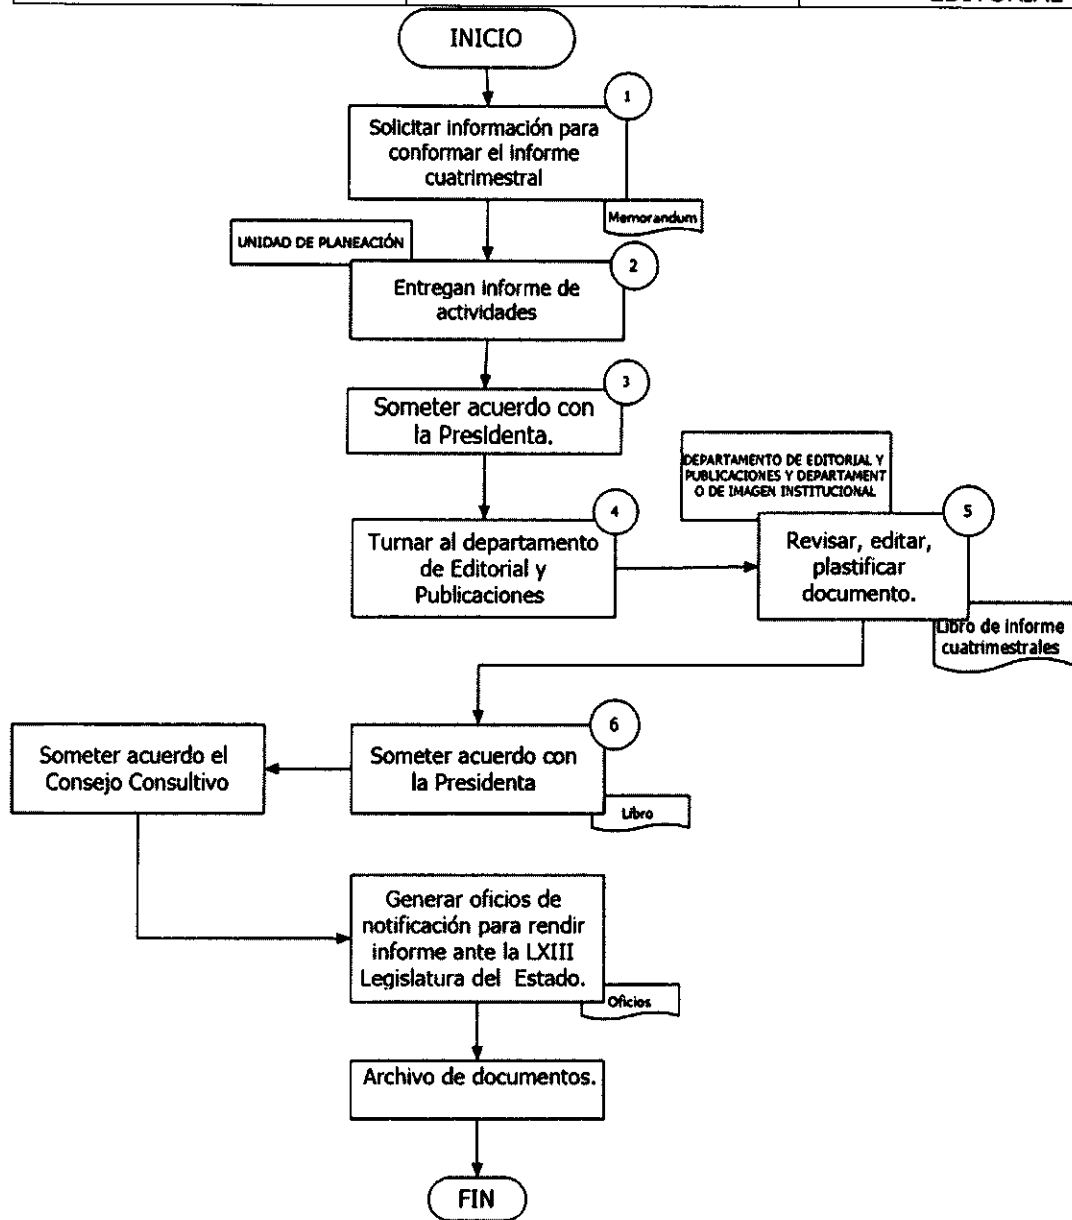 INICIO
1
Solicitar información para
conformar el informe
cuatrimestral
Memorandum
UNIDAD DE PLANEACIÓN
2
Entregan informe de
actividades
3
Someter acuerdo con
la Presidenta.
4
Turnar al departamento
de Editorial y
Publicaciones
DEPARTAMENTO DE EDITORIAL Y
PUBLICACIONES Y DEPARTAMENT
O DE IMAGEN INSTITUCIONAL
5
Revisar, editar,
plastificar
documento.
Libro de informe
cuatrimestrales
6
Someter acuerdo con
la Presidenta
Libro
Someter acuerdo el
Consejo Consultivo
Generar oficios de
notificación para rendir
informe ante la LXIII
Legislatura del Estado.
Oficios
Archivo de documentos.
FIN